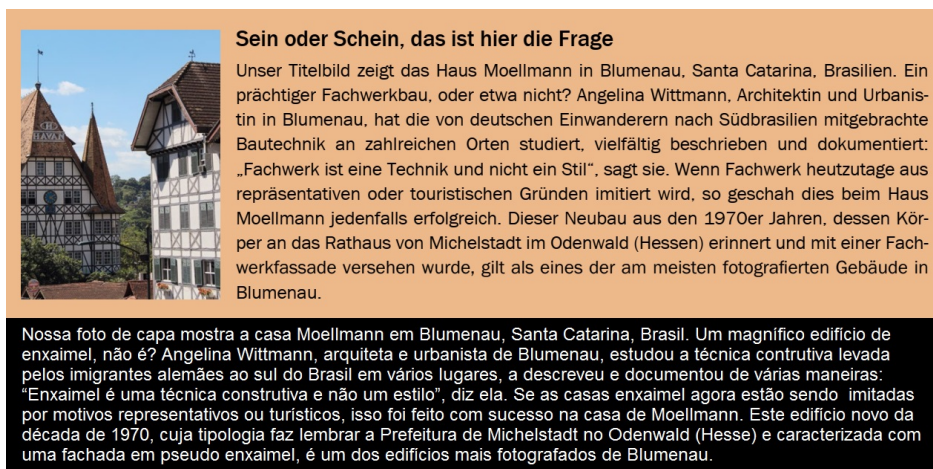 HAVAN
Sein oder Schein, das ist hier die Frage
Unser Titelbild zeigt das Haus Moellmann in Blumenau, Santa Catarina, Brasilien. Ein
prächtiger Fachwerkbau, oder etwa nicht? Angelina Wittmann, Architektin und Urbanis-
tin in Blumenau, hat die von deutschen Einwanderern nach Südbrasilien mitgebrachte
Bautechnik an zahlreichen Orten studiert, vielfältig beschrieben und dokumentiert:
„Fachwerk ist eine Technik und nicht ein Stil“, sagt sie. Wenn Fachwerk heutzutage aus
repräsentativen oder touristischen Gründen imitiert wird, so geschah dies beim Haus
Moellmann jedenfalls erfolgreich. Dieser Neubau aus den 1970er Jahren, dessen Kör-
per an das Rathaus von Michelstadt im Odenwald (Hessen) erinnert und mit einer Fach-
werkfassade versehen wurde, gilt als eines der am meisten fotografierten Gebäude in
Blumenau.
Nossa foto de capa mostra a casa Moellmann em Blumenau, Santa Catarina, Brasil. Um magnífico edifício de
enxaimel, não é? Angelina Wittmann, arquiteta e urbanista de Blumenau, estudou a técnica contrutiva levada
pelos imigrantes alemães ao sul do Brasil em vários lugares, a descreveu e documentou de várias maneiras:
“Enxaimel é uma técnica construtiva e não um estilo”, diz ela. Se as casas enxaimel agora estão sendo  imitadas
por motivos representativos ou turísticos, isso foi feito com sucesso na casa de Moellmann. Este edifício novo da
década de 1970, cuja tipologia faz lembrar a Prefeitura de Michelstadt no Odenwald (Hesse) e caracterizada com
uma fachada em pseudo enxaimel, é um dos edifícios mais fotografados de Blumenau.